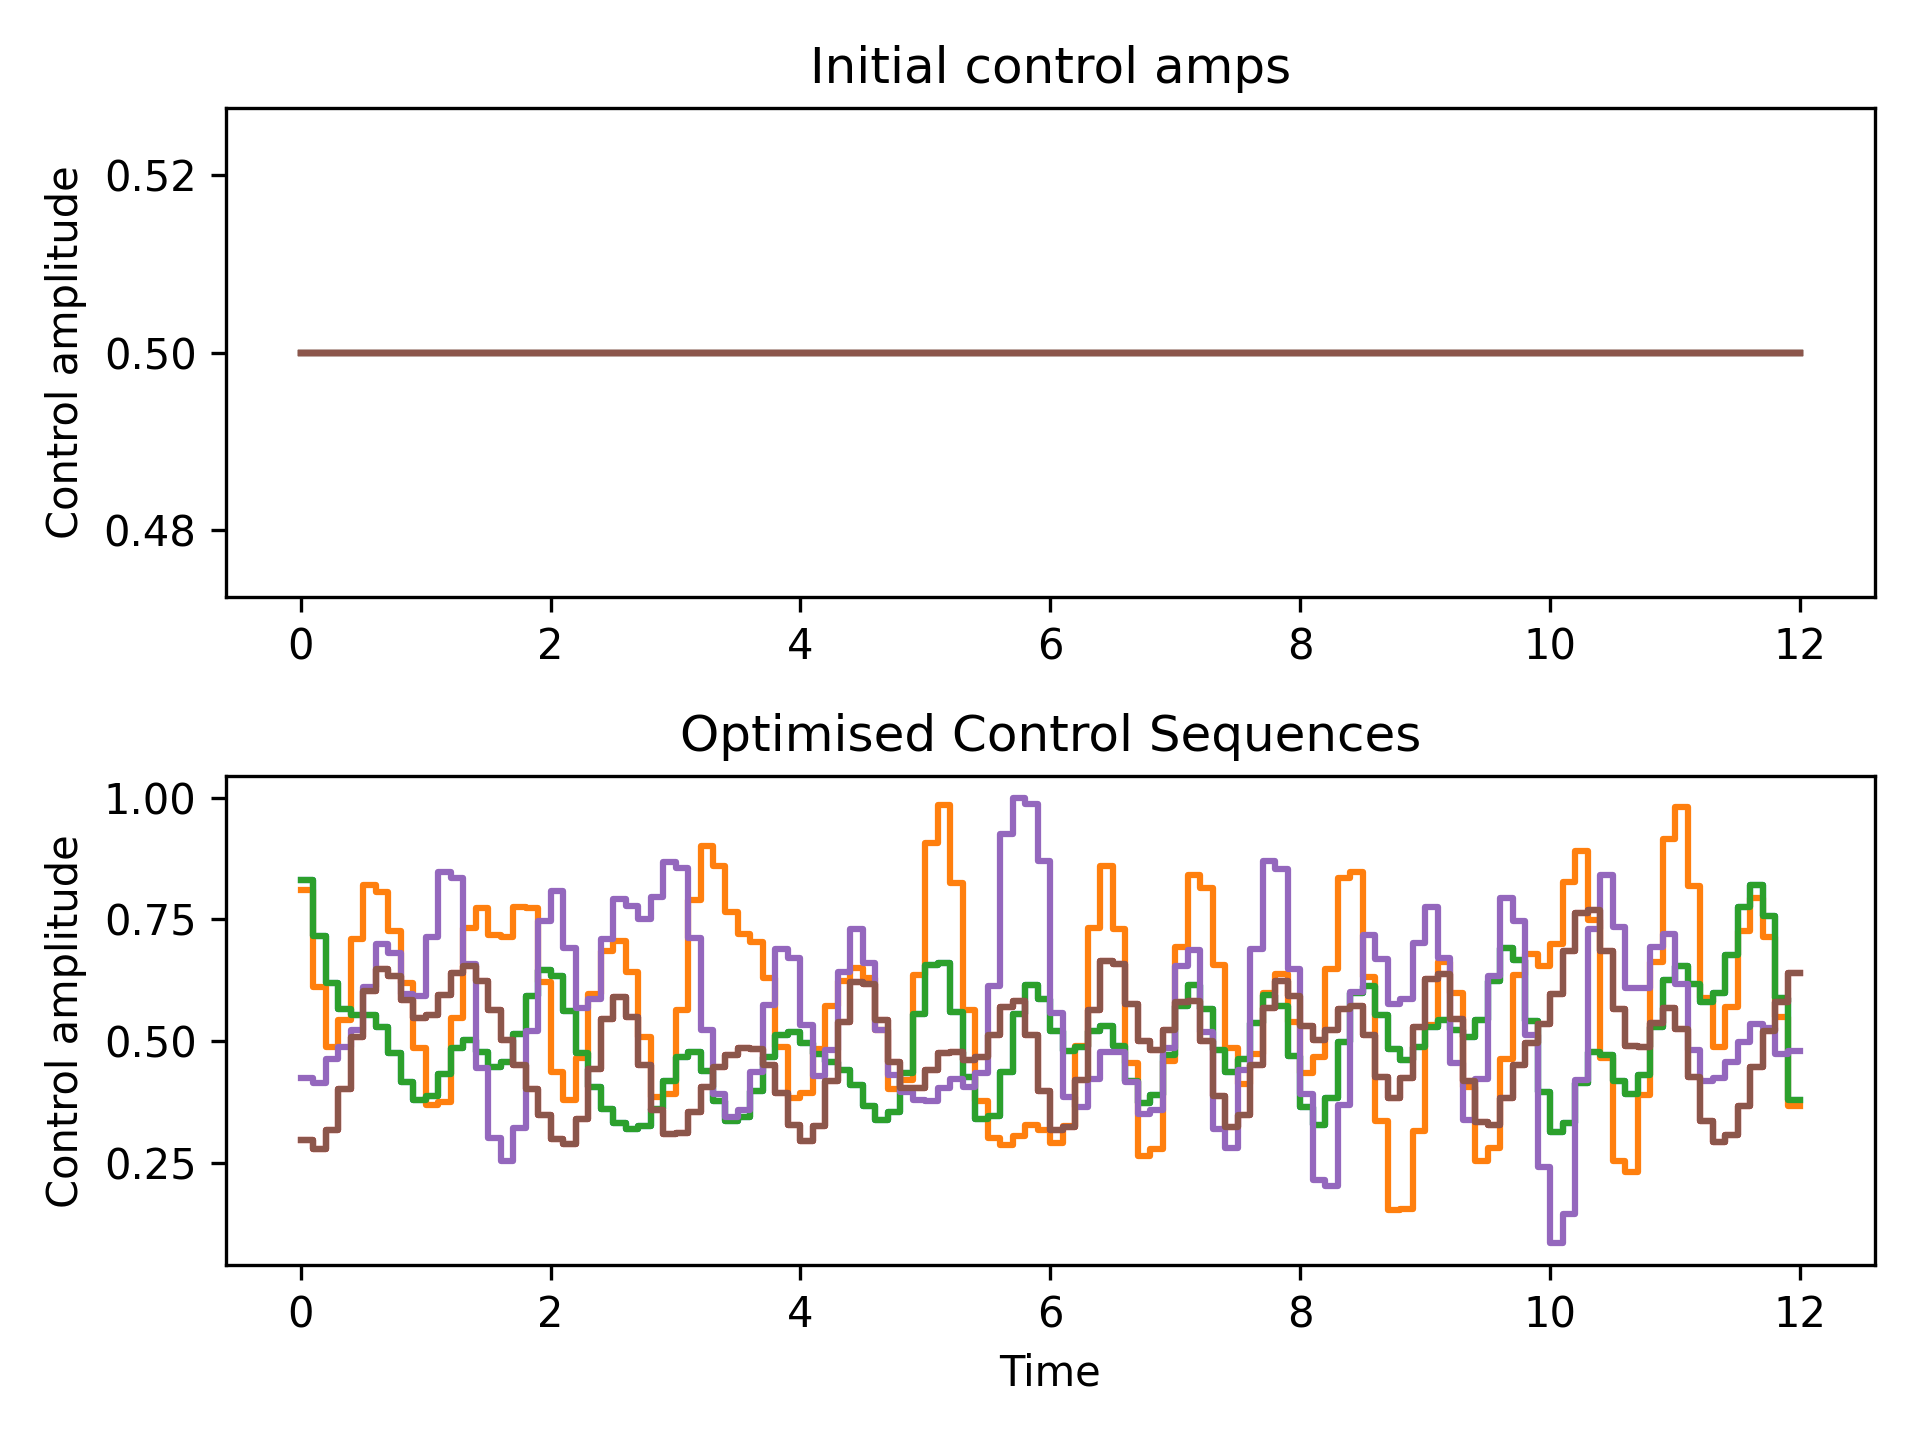 Initial control amps
Control amplitude
0.52
0.50
0.48
0 2 4 6 8 10 12
Optimised Control Sequences
Control amplitude
1.00
0.75
0.50
0.25
0 2 4 6 8 10 12
Time